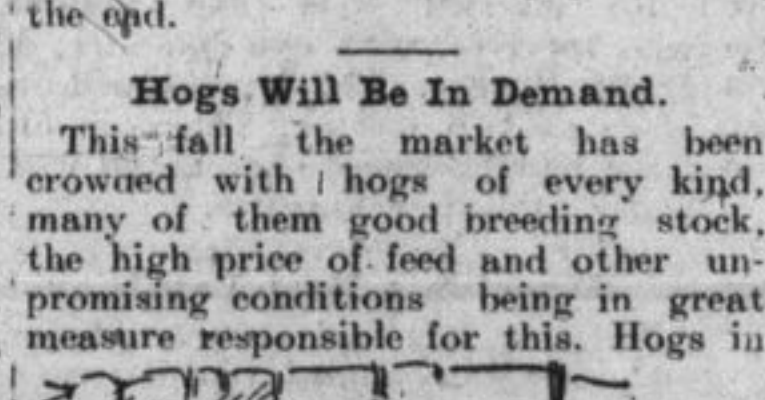 the end.
Hogs Will Be In Demand.
This fall the market has been
crowded with hogs of every kind,
many of them good breeding stock,
the high price of feed and other un-
promising conditions being in great
measure responsible for this. Hogs in